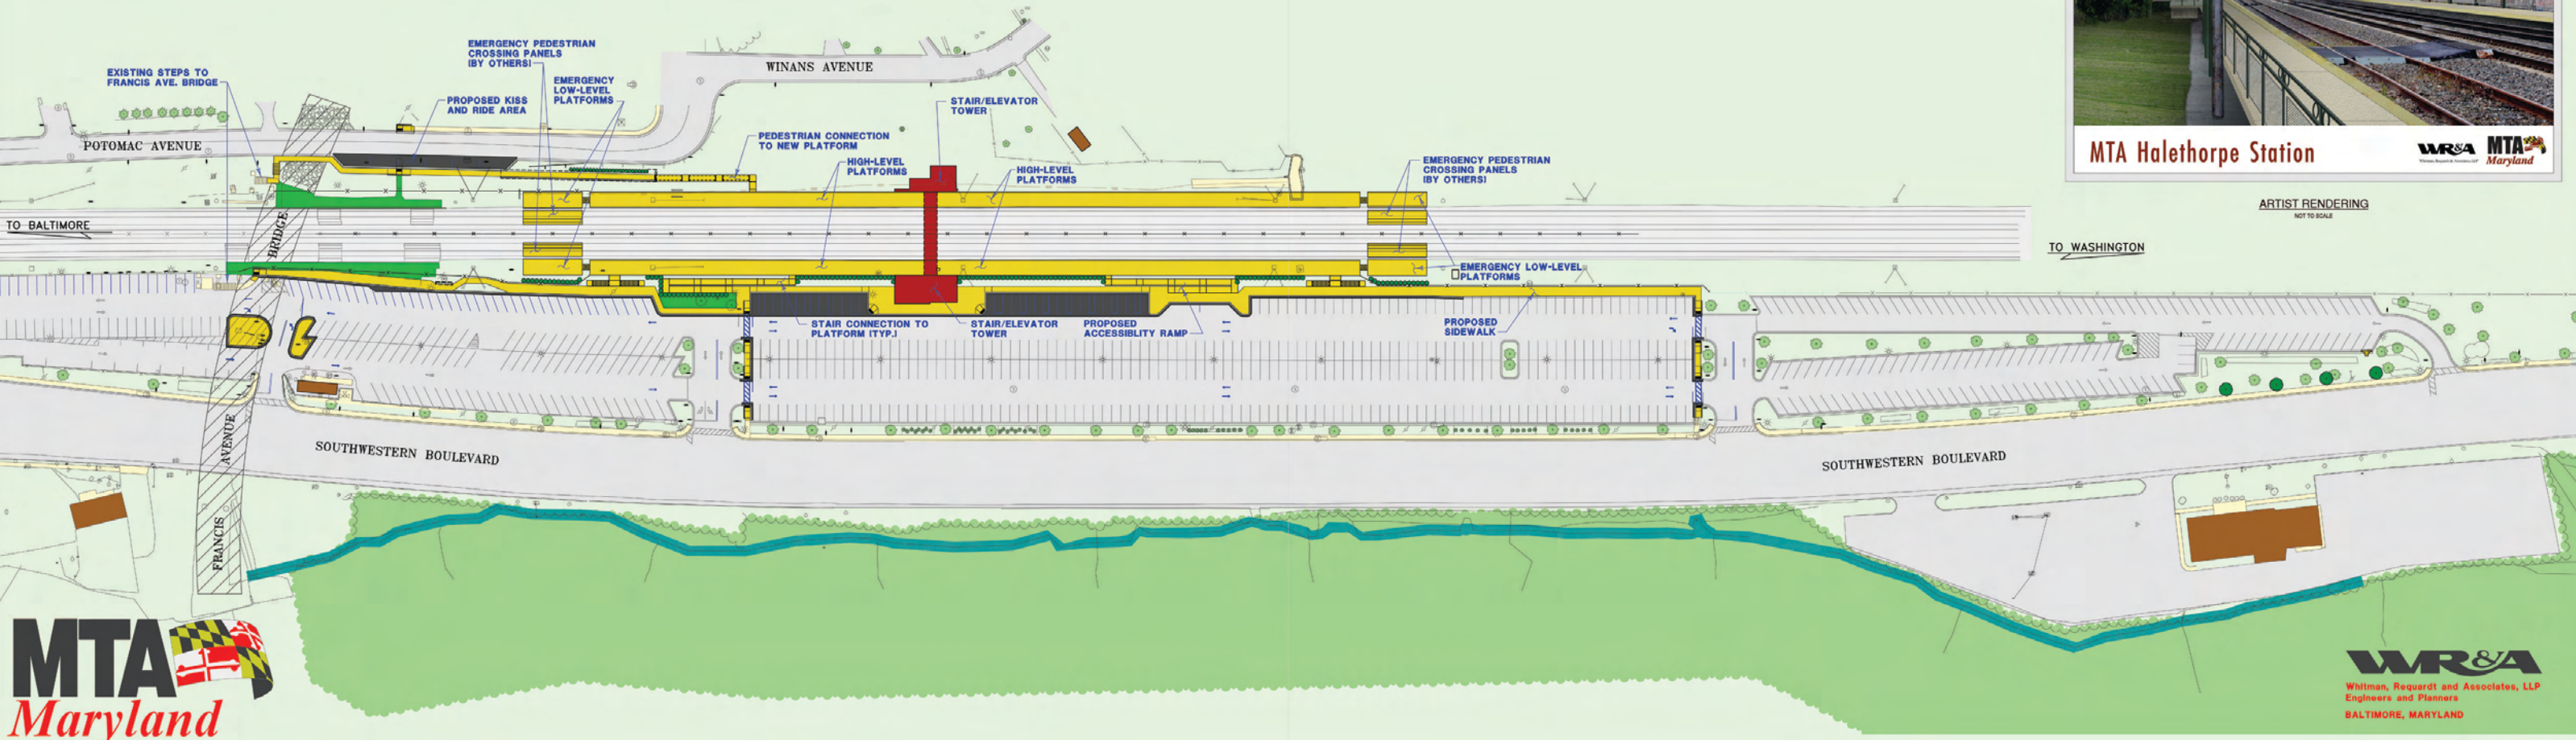 EMERGENCY PEDESTRIAN
CROSSING PANELS
(BY OTHERS)
EXISTING STEPS TO
FRANCIS AVE. BRIDGE
EMERGENCY
LOW-LEVEL
PLATFORMS
PROPOSED KISS
AND RIDE AREA
WINANS AVENUE
STAIR/ELEVATOR
TOWER
POTOMAC AVENUE
PEDESTRIAN CONNECTION
TO NEW PLATFORM
HIGH-LEVEL
PLATFORMS
HIGH-LEVEL
PLATFORMS
EMERGENCY PEDESTRIAN
CROSSING PANELS
(BY OTHERS)
MTA Halethorpe Station
WR&A
MTA
Maryland
ARTIST RENDERING
NOT TO SCALE
TO BALTIMORE
BRIDGE
TO WASHINGTON
EMERGENCY LOW-LEVEL
PLATFORMS
STAIR CONNECTION TO
PLATFORM (TYP.)
STAIR/ELEVATOR
TOWER
PROPOSED
ACCESSIBLITY RAMP
PROPOSED
SIDEWALK
AVENUE
FRANCIS
SOUTHWESTERN BOULEVARD
SOUTHWESTERN BOULEVARD
MTA
Maryland
WR&A
Whitman, Requardt and Associates, LLP
Engineers and Planners
BALTIMORE, MARYLAND